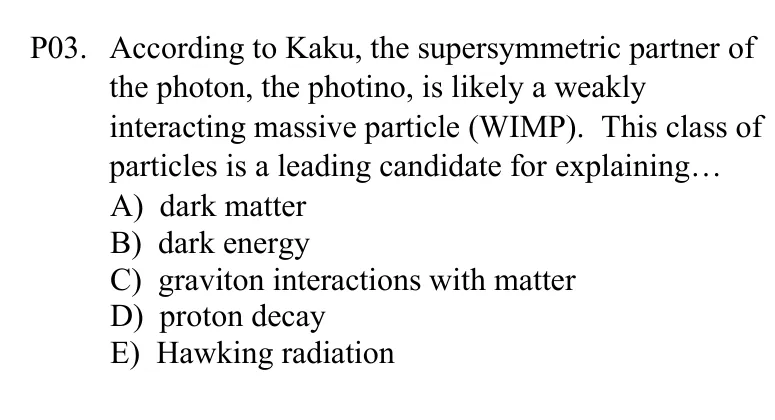 P03. According to Kaku, the supersymmetric partner of
the photon, the photino, is likely a weakly
interacting massive particle (WIMP). This class of
particles is a leading candidate for explaining…
A) dark matter
B) dark energy
C) graviton interactions with matter
D) proton decay
E) Hawking radiation